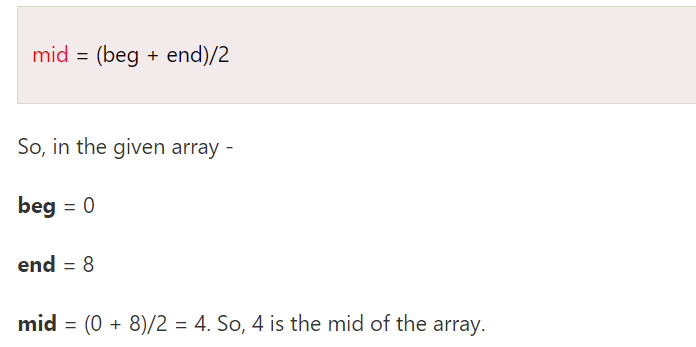 mid = (beg + end)/2
So, in the given array -
beg = 0
end = 8
mid = (0 + 8)/2 = 4. So, 4 is the mid of the array.